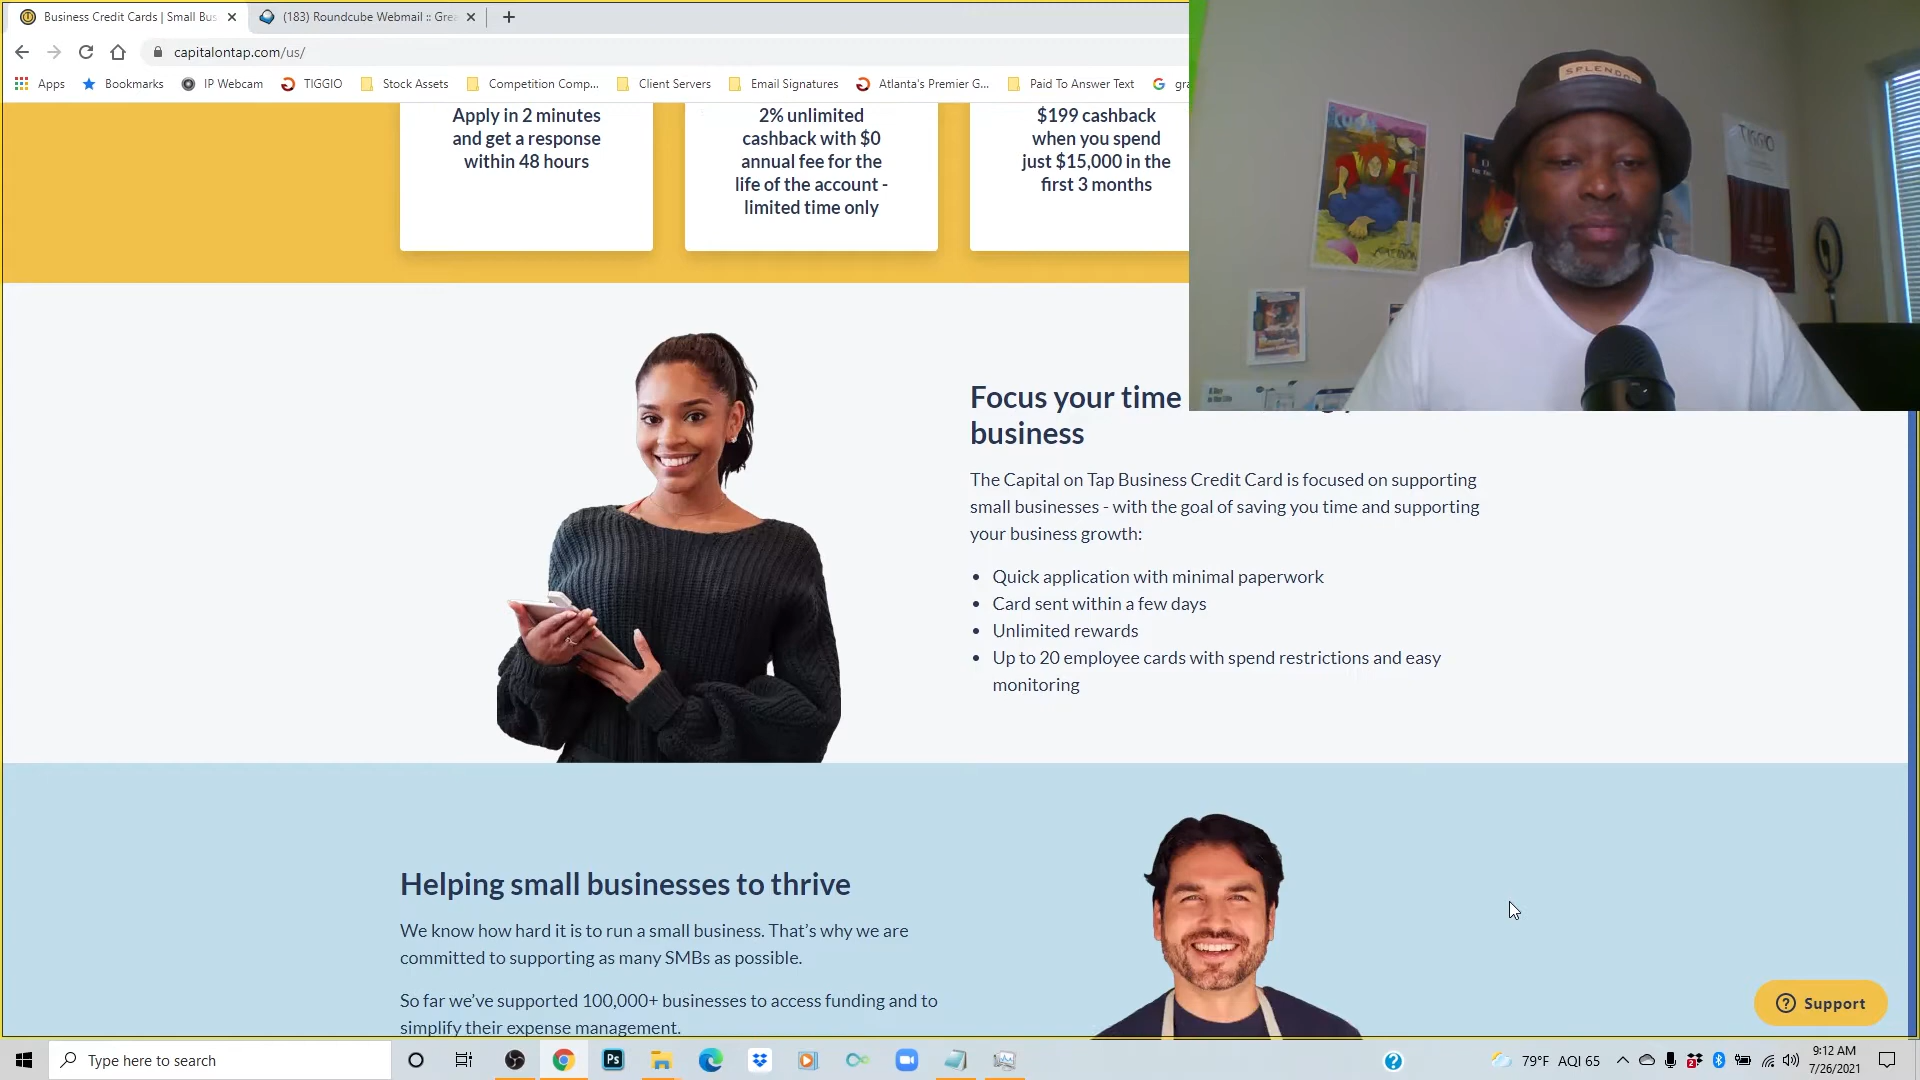 Business Credit Cards | Small Bus
(183) Roundcube Webmail :: Grea
capitalontap.com/us/
Apps
Bookmarks
IP Webcam
TIGGIO
Stock Assets
Competition Comp...
Client Servers
Email Signatures
Atlanta's Premier G...
Paid To Answer Text
gra
Apply in 2 minutes
and get a response
within 48 hours
2% unlimited
cashback with $0
annual fee for the
life of the account -
limited time only
$199 cashback
when you spend
just $15,000 in the
first 3 months
TIGGIO
Focus your time
business
The Capital on Tap Business Credit Card is focused on supporting
small businesses - with the goal of saving you time and supporting
your business growth:
• Quick application with minimal paperwork
• Card sent within a few days
• Unlimited rewards
• Up to 20 employee cards with spend restrictions and easy
monitoring
Helping small businesses to thrive
We know how hard it is to run a small business. That's why we are
committed to supporting as many SMBs as possible.
So far we've supported 100,000+ businesses to access funding and to
simplify their expense management.
Support
Type here to search
Ps
79°F AQI 65
9:12 AM
7/26/2021